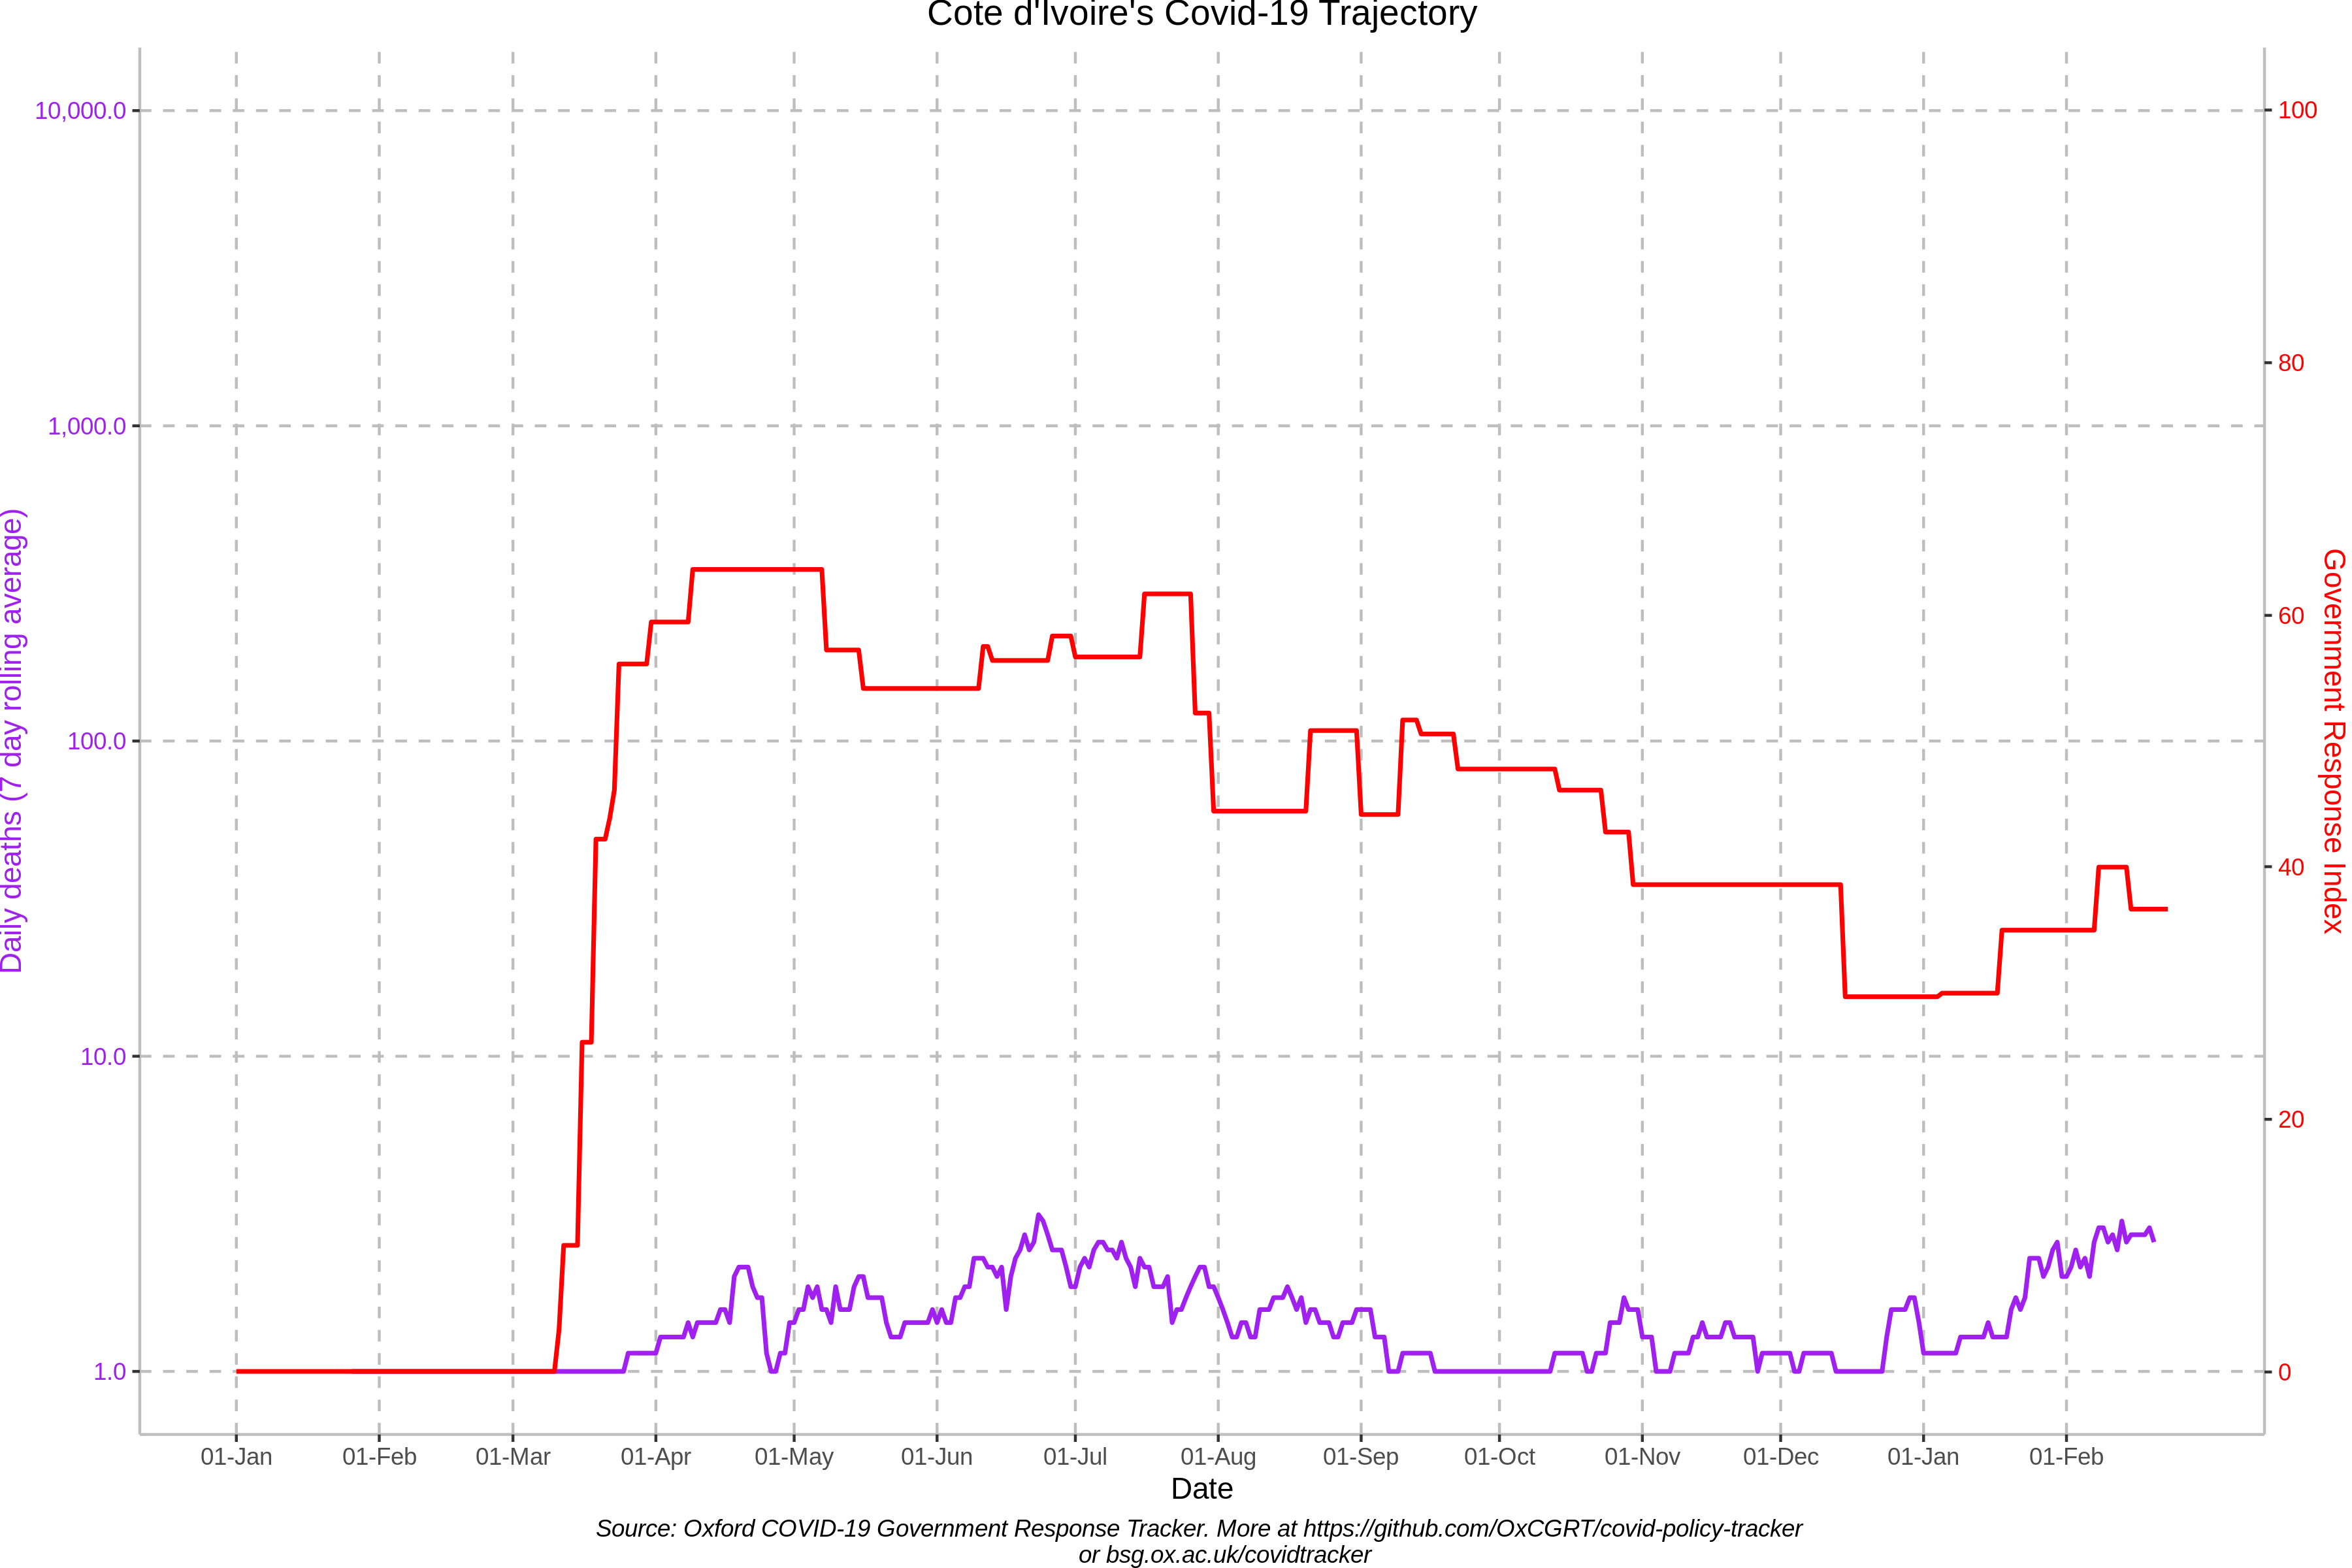 Cote d'Ivoire's Covid-19 Trajectory
10,000.0
1,000.0
100.0
10.0
1.0
Daily deaths (7 day rolling average)
100
80
60
40
20
0
Government Response Index
01-Jan 01-Feb 01-Mar 01-Apr 01-May 01-Jun 01-Jul 01-Aug 01-Sep 01-Oct 01-Nov 01-Dec 01-Jan 01-Feb
Date
Source: Oxford COVID-19 Government Response Tracker. More at https://github.com/OxCGRT/covid-policy-tracker
or bsg.ox.ac.uk/covidtracker